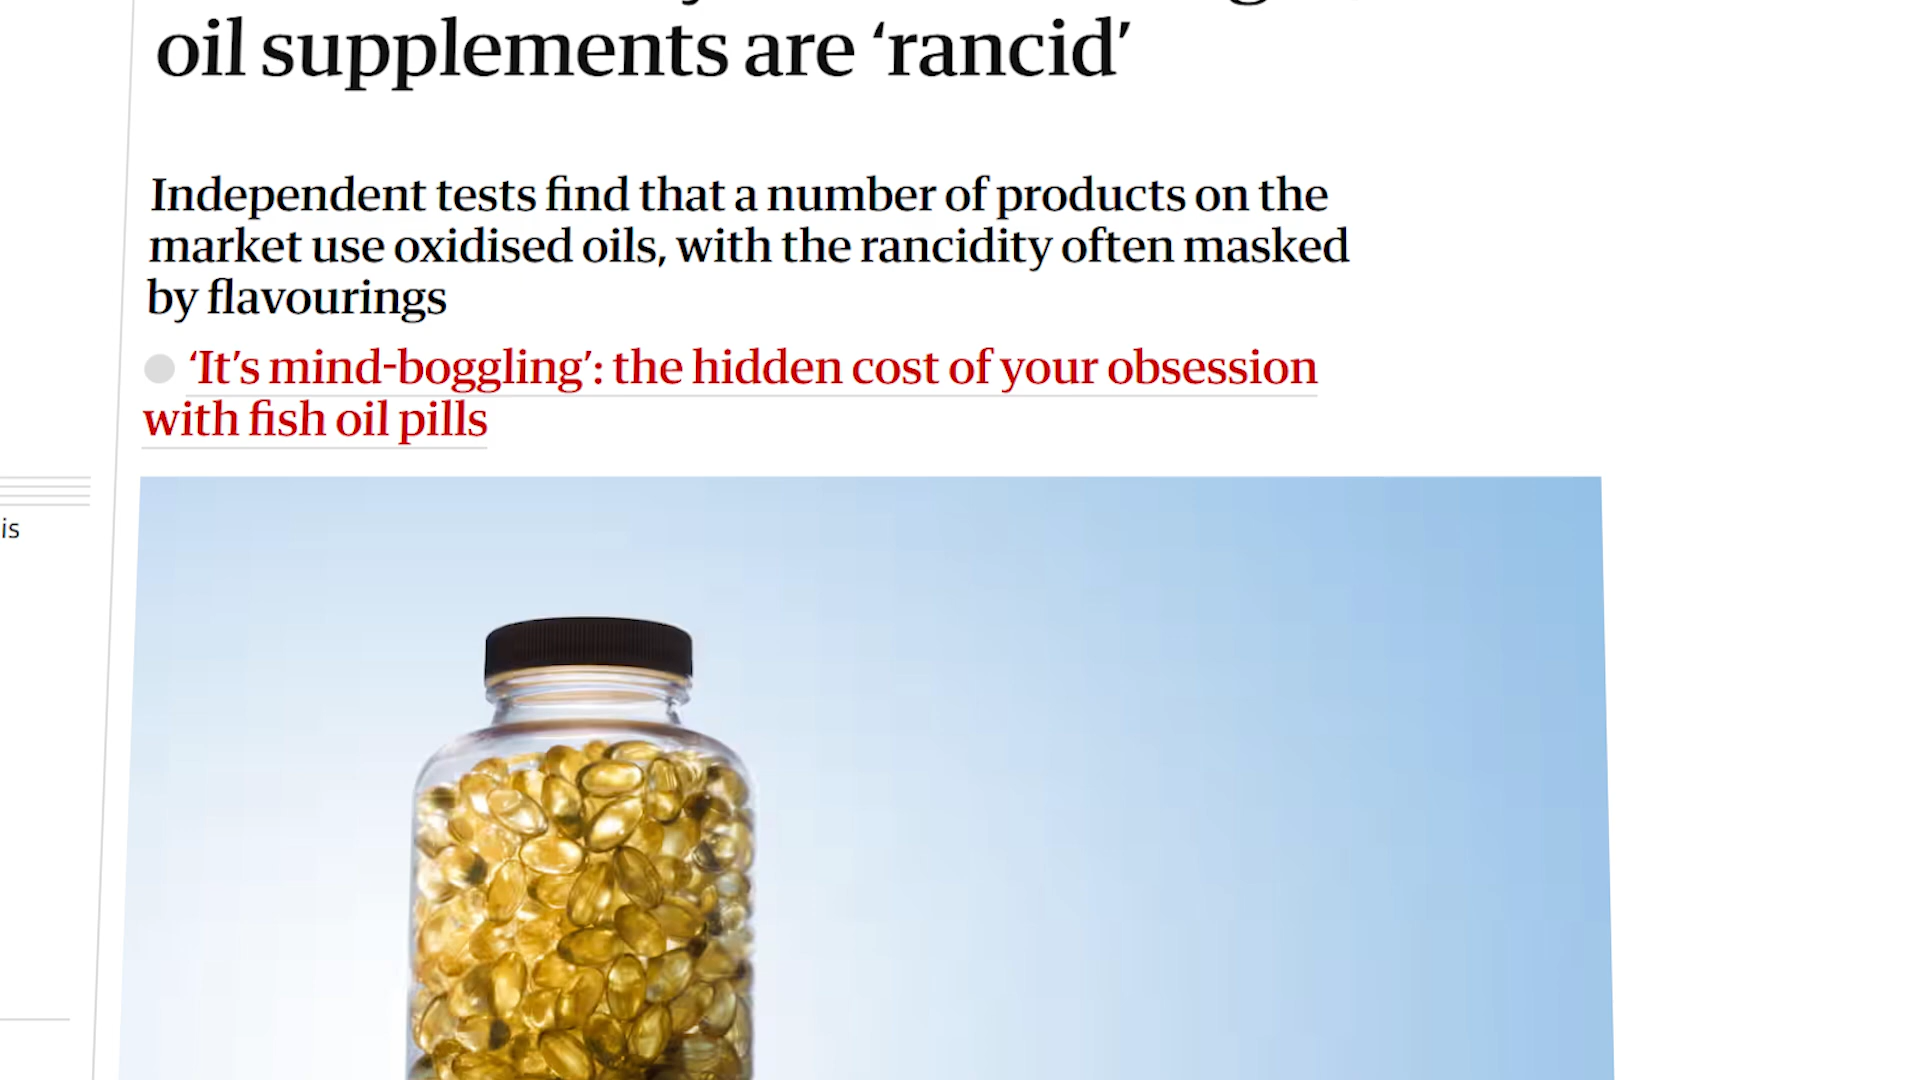 oil supplements are ‘rancid’
Independent tests find that a number of products on the
market use oxidised oils, with the rancidity often masked
by flavourings
‘It’s mind-boggling’: the hidden cost of your obsession
with fish oil pills
is